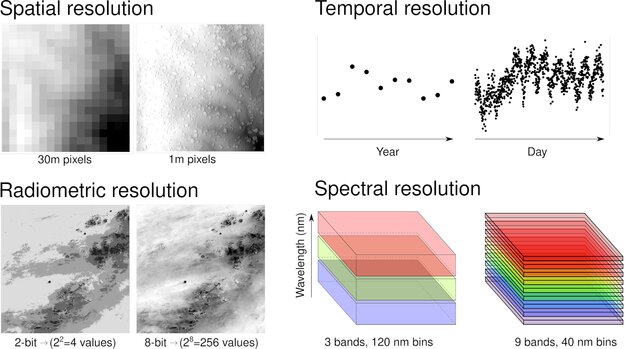 Spatial resolution
30m pixels
1m pixels
Temporal resolution
Year
Day
Radiometric resolution
2-bit →(2²=4 values)
8-bit →(2⁸=256 values)
Spectral resolution
Wavelength (nm)
3 bands, 120 nm bins
9 bands, 40 nm bins